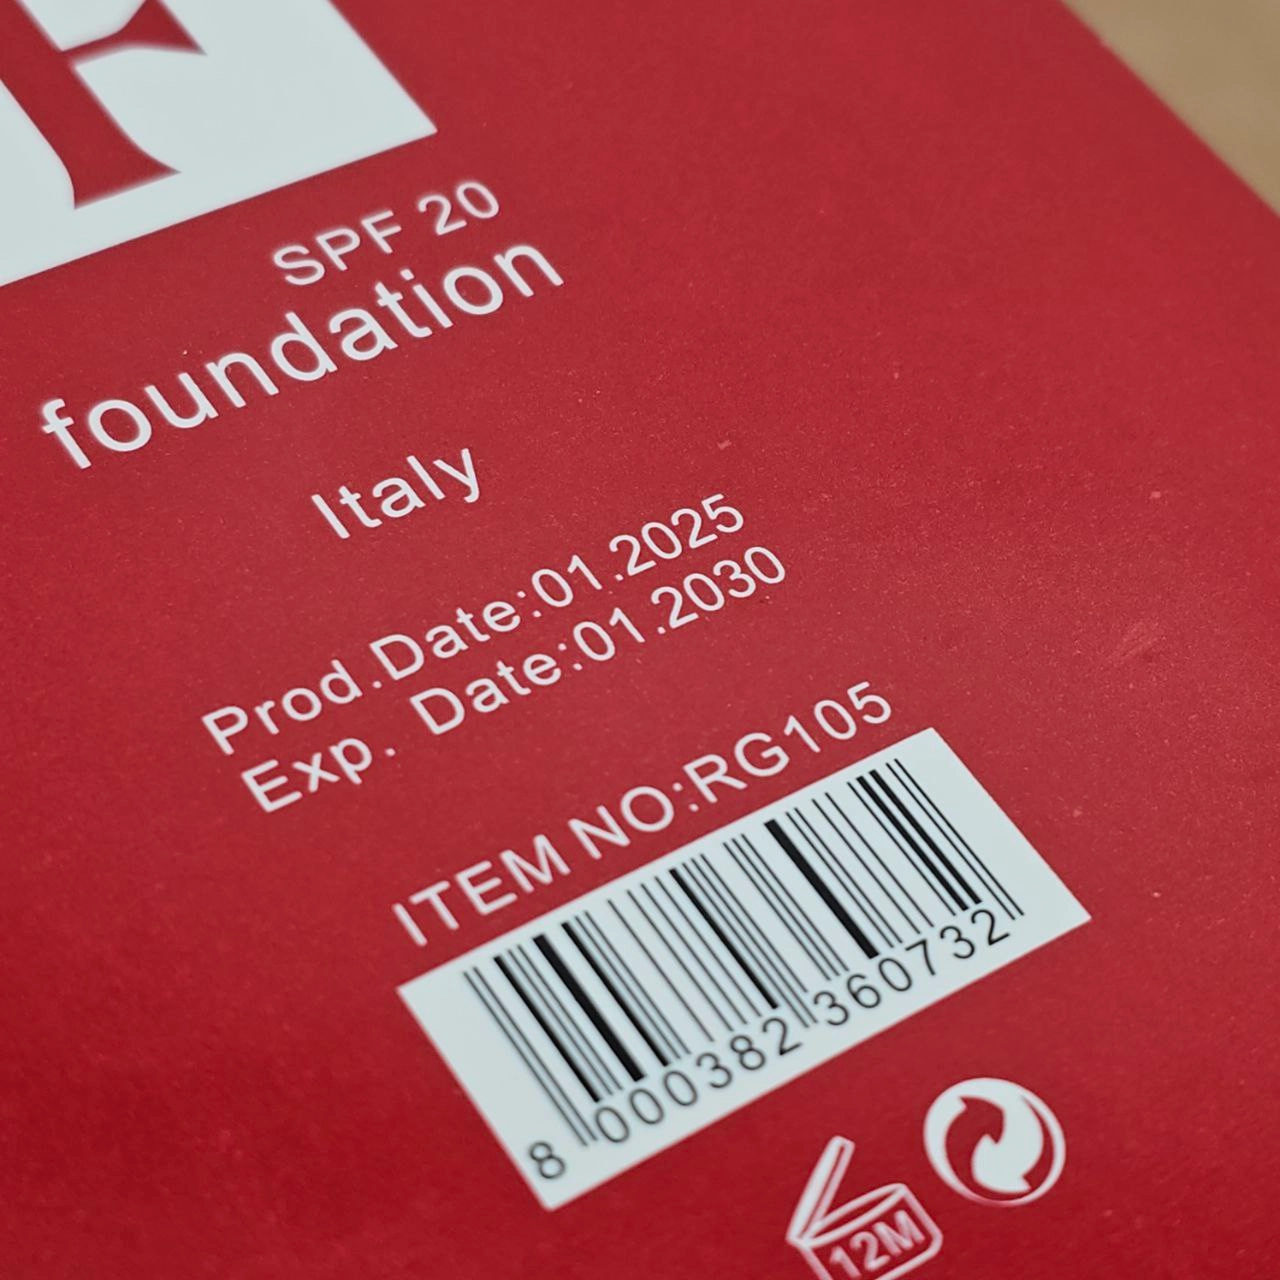 F
SPF 20
foundation
Italy
Prod.Date:01.2025
Exp. Date:01.2030
ITEM NO:RG105
8 000382 360732
12M